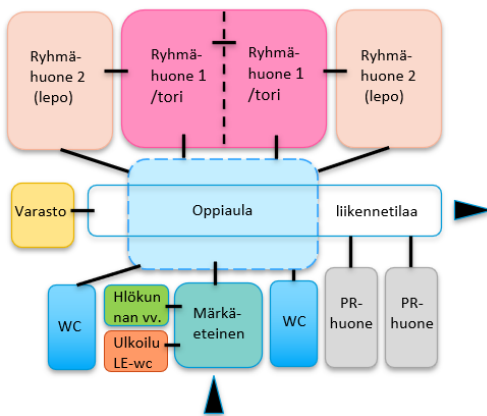 Ryhmä-
huone 2
(lepo)
Ryhmä-
huone 1
/tori
Ryhmä-
huone 1
/tori
Ryhmä-
huone 2
(lepo)
Varasto
Oppiaula
liikennetilaa
WC
Hlökun
nan vv.
Ulkoilu
LE-wc
Märkä-
eteinen
WC
PR-
huone
PR-
huone